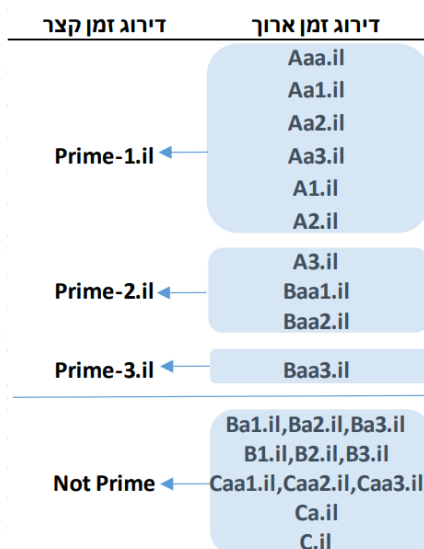 דירוג זמן ארוך דירוג זמן קצר
Aaa.il
Aa1.il
Aa2.il
Aa3.il
Prime-1.il
A1.il
A2.il
A3.il
Baa1.il
Prime-2.il
Baa2.il
Baa3.il
Prime-3.il
Ba1.il,Ba2.il,Ba3.il
B1.il,B2.il,B3.il
Caa1.il,Caa2.il,Caa3.il
Not Prime
Ca.il
C.il